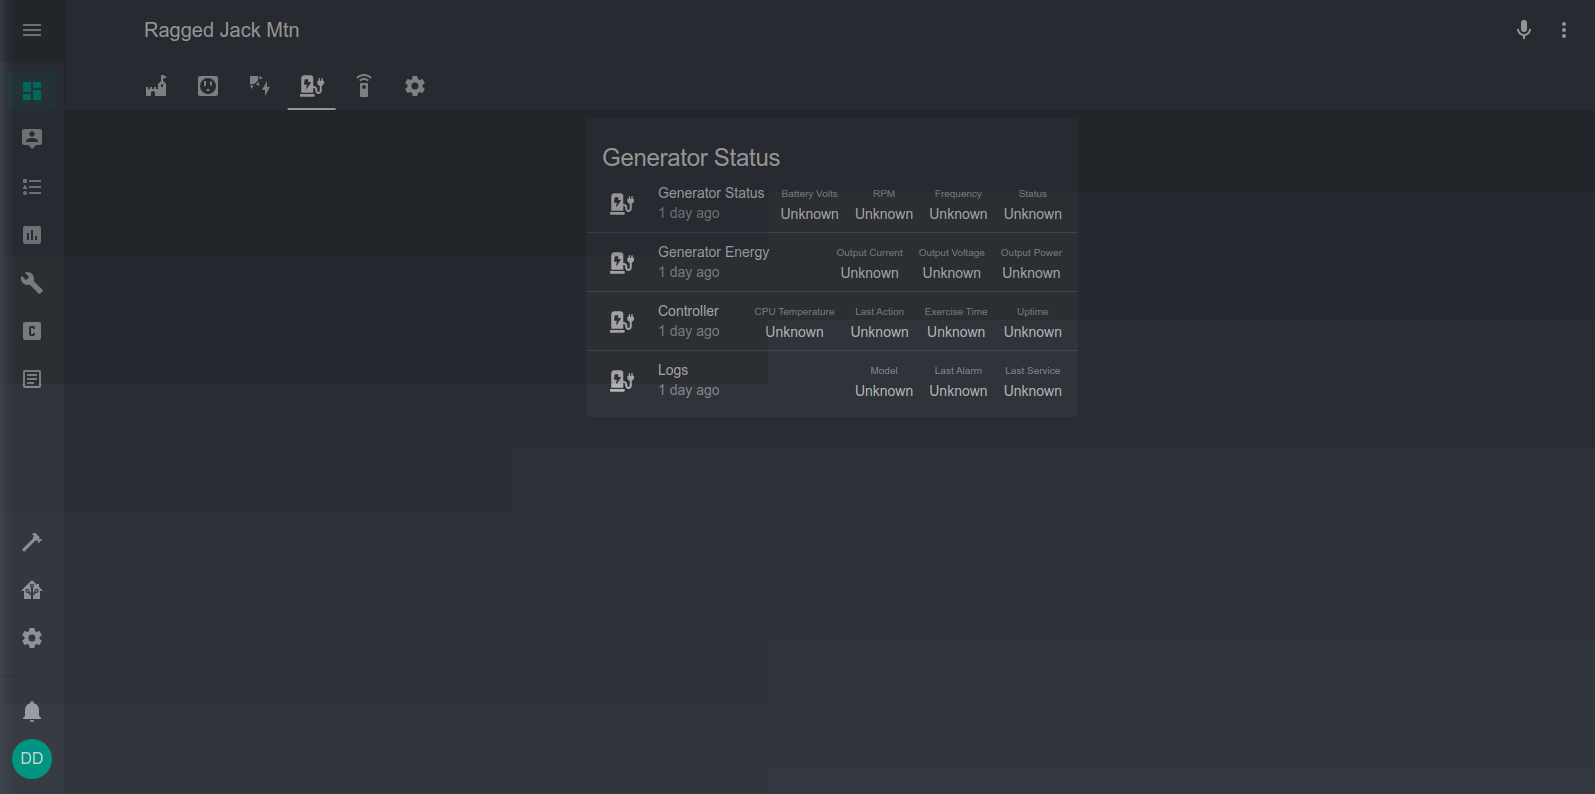 Ragged Jack Mtn
Generator Status
Generator Status Battery Volts RPM Frequency Status
1 day ago Unknown Unknown Unknown Unknown
Generator Energy Output Current Output Voltage Output Power
1 day ago Unknown Unknown Unknown
Controller CPU Temperature Last Action Exercise Time Uptime
1 day ago Unknown Unknown Unknown Unknown
Logs Model Last Alarm Last Service
1 day ago Unknown Unknown Unknown
C
DD